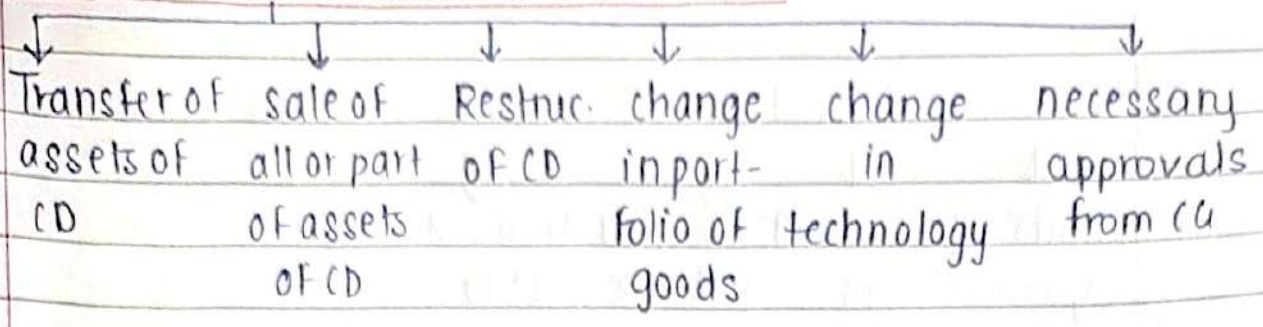 Transfer of
assets of
CD
sale of
all or part
of assets
of CD
Restruc.
of CD
change
in port-
folio of
goods
change
in
technology
necessary
approvals
from CG